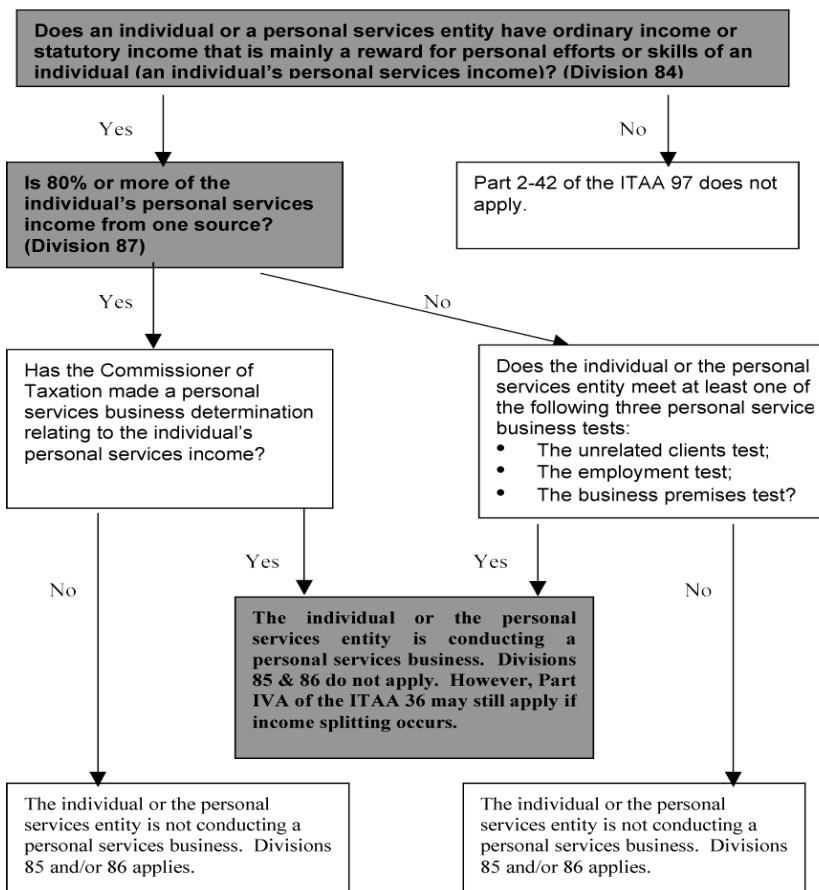 Does an individual or a personal services entity have ordinary income or
statutory income that is mainly a reward for personal efforts or skills of an
individual (an individual's personal services income)? (Division 84)
Yes
No
Is 80% or more of the
individual's personal services
income from one source?
(Division 87)
Part 2-42 of the ITAA 97 does not
apply.
Yes
No
Has the Commissioner of
Taxation made a personal
services business determination
relating to the individual's
personal services income?
Does the individual or the personal
services entity meet at least one of
the following three personal service
business tests:
• The unrelated clients test;
• The employment test;
• The business premises test?
No
Yes
Yes
No
The individual or the personal
services entity is conducting a
personal services business. Divisions
85 & 86 do not apply. However, Part
IVA of the ITAA 36 may still apply if
income splitting occurs.
The individual or the personal
services entity is not conducting a
personal services business. Divisions
85 and/or 86 applies.
The individual or the personal
services entity is not conducting a
personal services business. Divisions
85 and/or 86 applies.